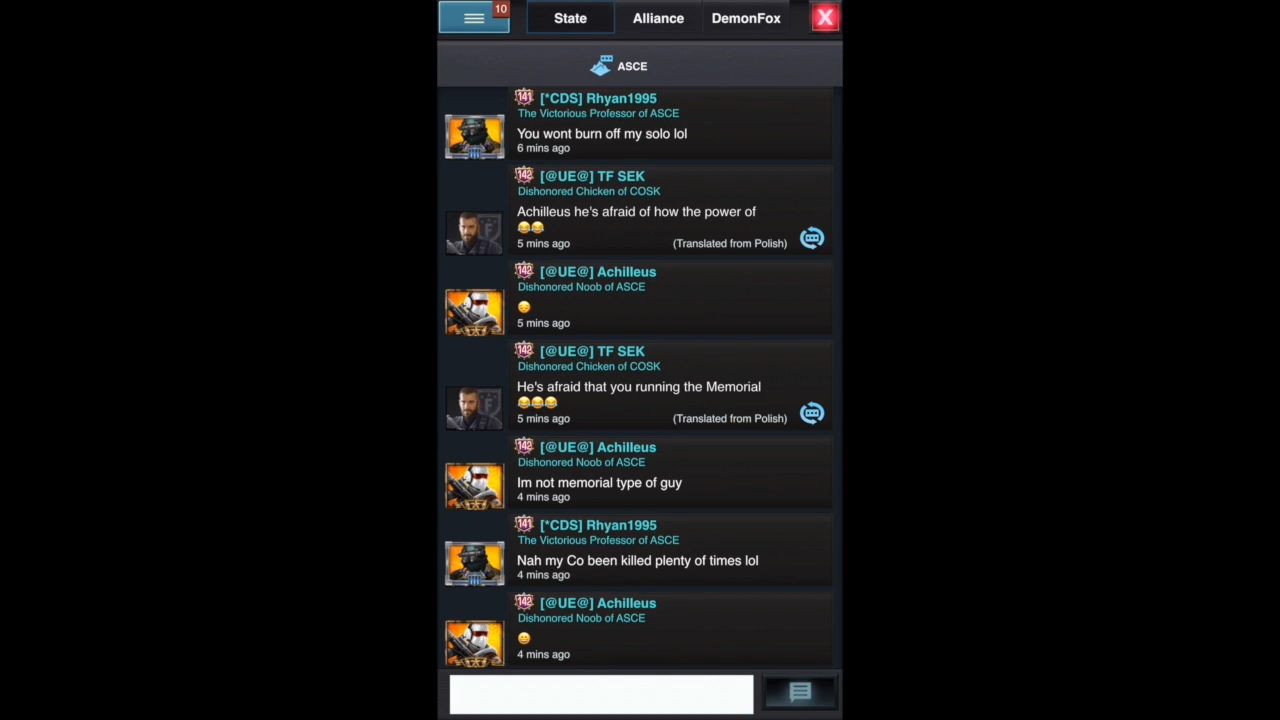 10
State
Alliance
DemonFox
X
ASCE
141 [*CDS] Rhyan1995
The Victorious Professor of ASCE
You wont burn off my solo lol
6 mins ago
142 [@UE@] TF SEK
Dishonored Chicken of COSK
Achilleus he's afraid of how the power of
😂😂
5 mins ago (Translated from Polish)
142 [@UE@] Achilleus
Dishonored Noob of ASCE
😔
5 mins ago
142 [@UE@] TF SEK
Dishonored Chicken of COSK
He's afraid that you running the Memorial
😂😂😂
5 mins ago (Translated from Polish)
142 [@UE@] Achilleus
Dishonored Noob of ASCE
Im not memorial type of guy
4 mins ago
141 [*CDS] Rhyan1995
The Victorious Professor of ASCE
Nah my Co been killed plenty of times lol
4 mins ago
142 [@UE@] Achilleus
Dishonored Noob of ASCE
😄
4 mins ago